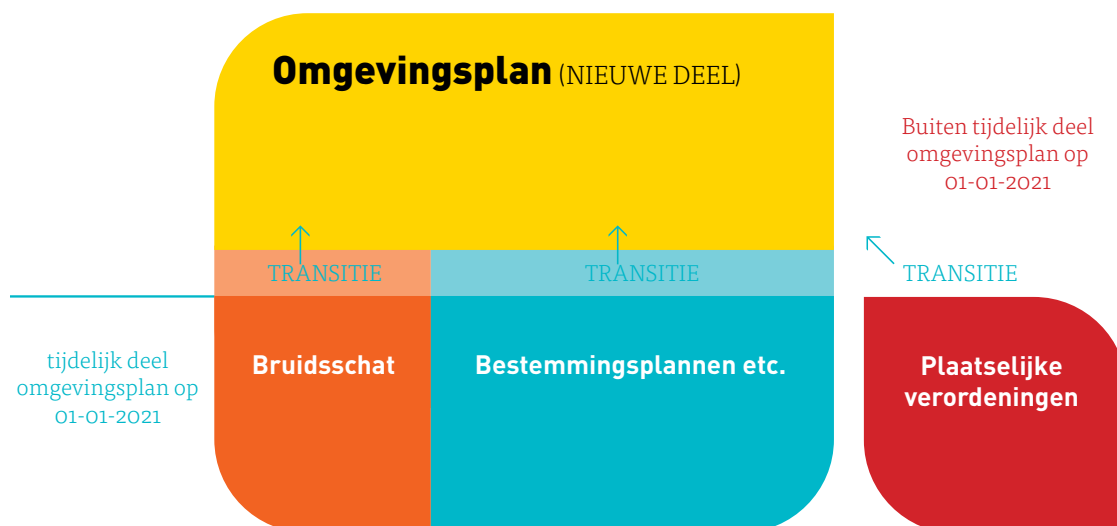 Omgevingsplan (NIEUWE DEEL)
Buiten tijdelijk deel
omgevingsplan op
01-01-2021
TRANSITIE
TRANSITIE
TRANSITIE
tijdelijk deel
omgevingsplan op
01-01-2021
Bruidsschat
Bestemmingsplannen etc.
Plaatselijke
verordeningen